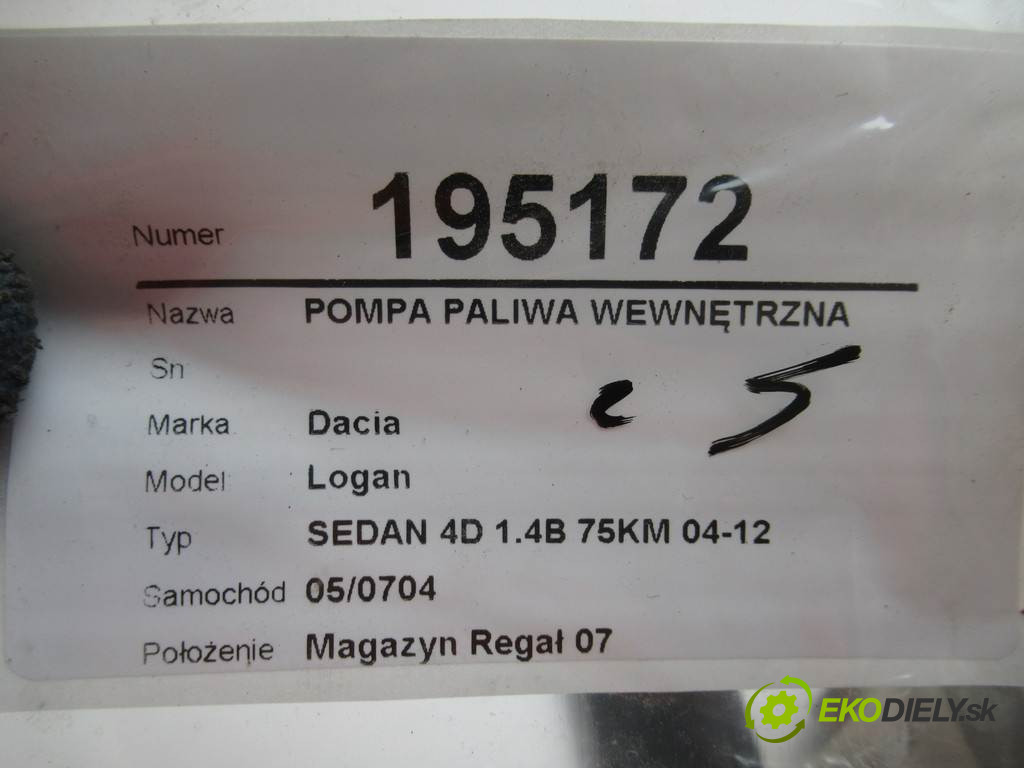 Numer 195172
Nazwa POMPA PALIWA WEWNĘTRZNA
Sn
c 5
Marka Dacia
Model Logan
Typ SEDAN 4D 1.4B 75KM 04-12
Samochód 05/0704
Położenie Magazyn Regał 07
EKODIELY.sk